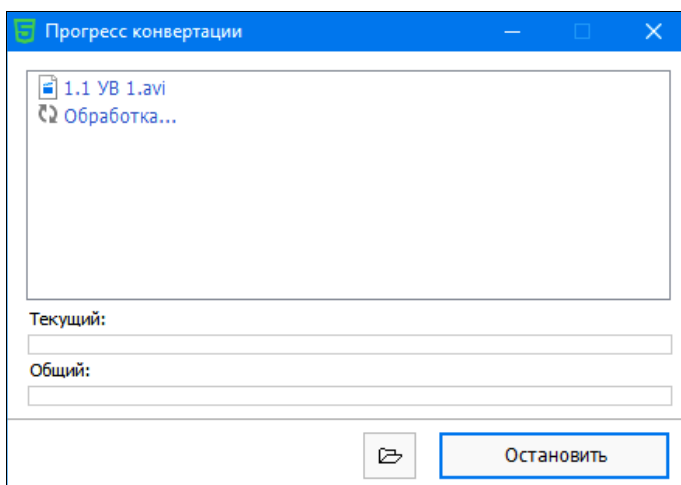 Прогресс конвертации
1.1 УВ 1.avi
Обработка...
Текущий:
Общий:
Остановить